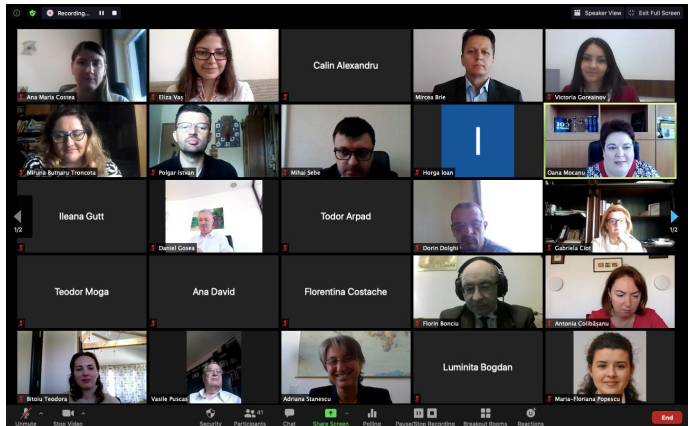 Recording...
Speaker View
Exit Full Screen
Ana Maria Costea
Eliza Vaș
Calin Alexandru
Mircea Brie
Victoria Goreainov
Miruna Butnaru Troncota
Polgar Istvan
Mihai Sebe
I
Horga Ioan
Oana Mocanu
Ileana Gutt
Daniel Gosea
Todor Arpad
Dorin Dolghi
Gabriela Ciot
1/2
1/2
Teodor Moga
Ana David
Florentina Costache
Florin Bonciu
Antonia Colibășanu
Bitoiu Teodora
Vasile Puscas
Adriana Stanescu
Luminita Bogdan
Maria-Floriana Popescu
Unmute
Stop Video
Security
Participants
41
Chat
Share Screen
Polling
Pause/Stop Recording
Breakout Rooms
Reactions
End